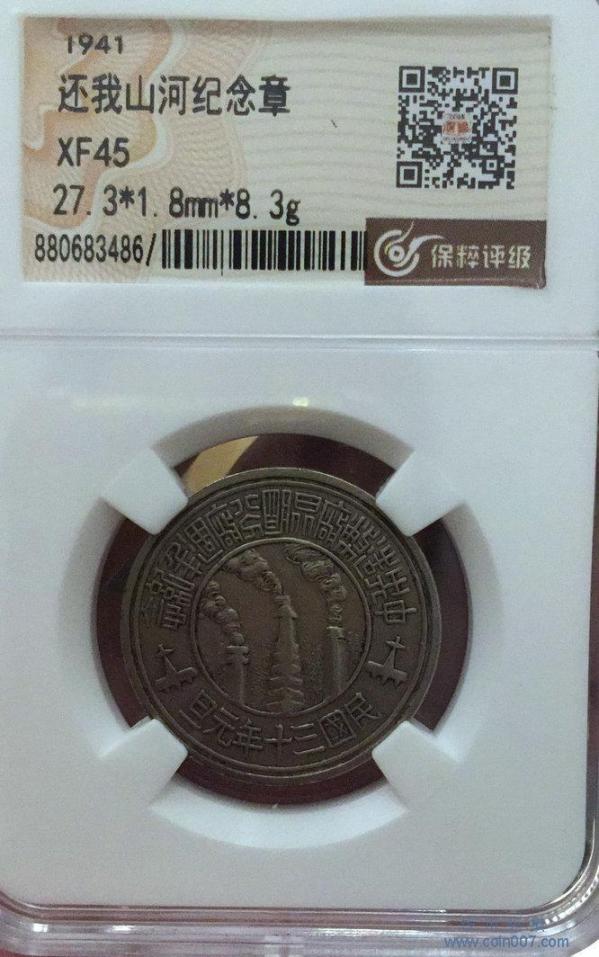 1941
还我山河纪念章
XF45
27.3*1.8mm*8.3g
880683486/
保粹评级
民國三十年元旦
www.coin007.com